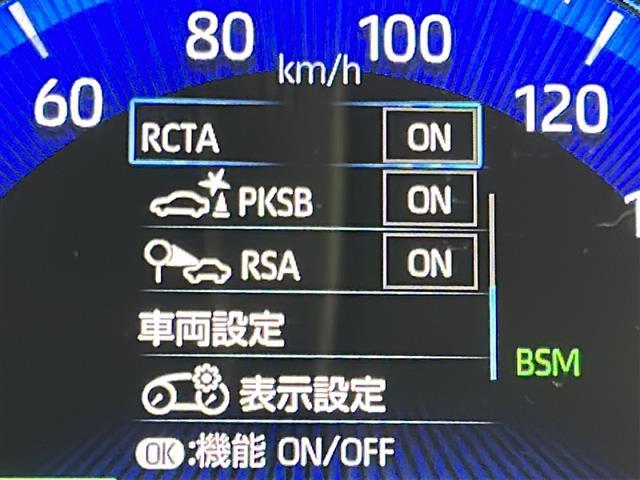 80 100
km/h
60 120
RCTA ON
PKSB ON
RSA ON
車両設定
BSM
表示設定
OK:機能 ON/OFF